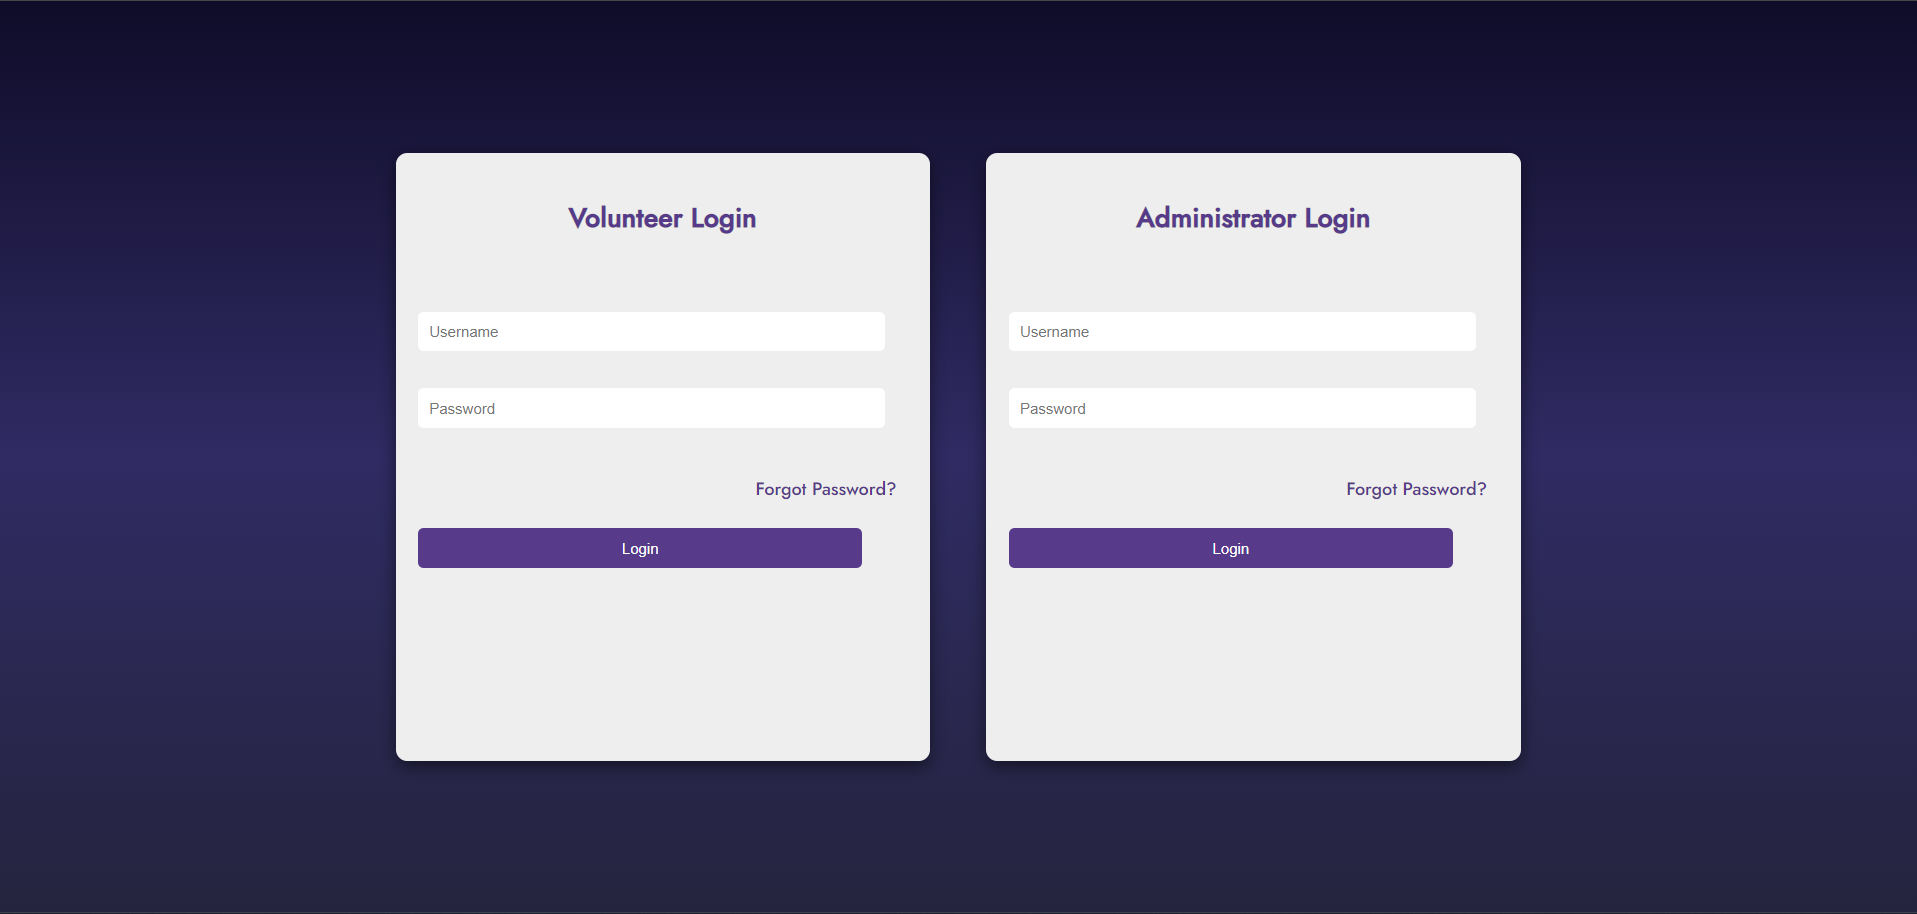 Volunteer Login
Username
Password
Forgot Password?
Login
Administrator Login
Username
Password
Forgot Password?
Login